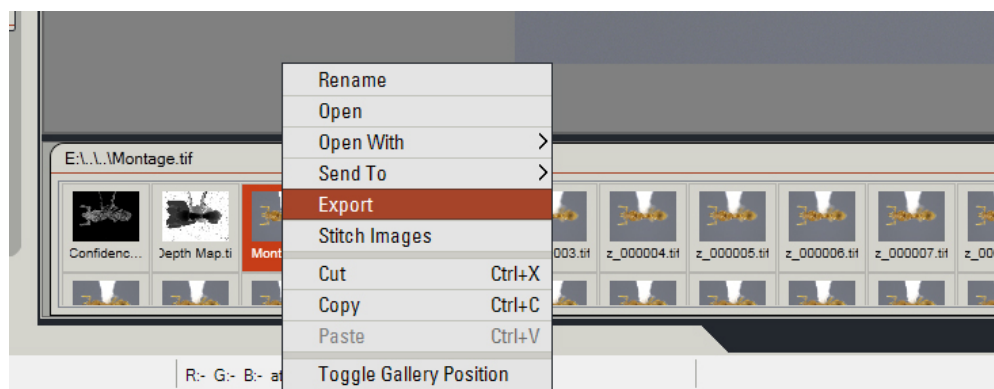 Rename
Open
Open With
Send To
Export
Stitch Images
Cut Ctrl+X
Copy Ctrl+C
Paste Ctrl+V
Toggle Gallery Position
E:\..\..\Montage.tif
Confidenc... Depth Map.ti Mont 003.tif z_000004.tif z_000005.tif z_000006.tif z_000007.tif z_00
R:- G:- B:- at